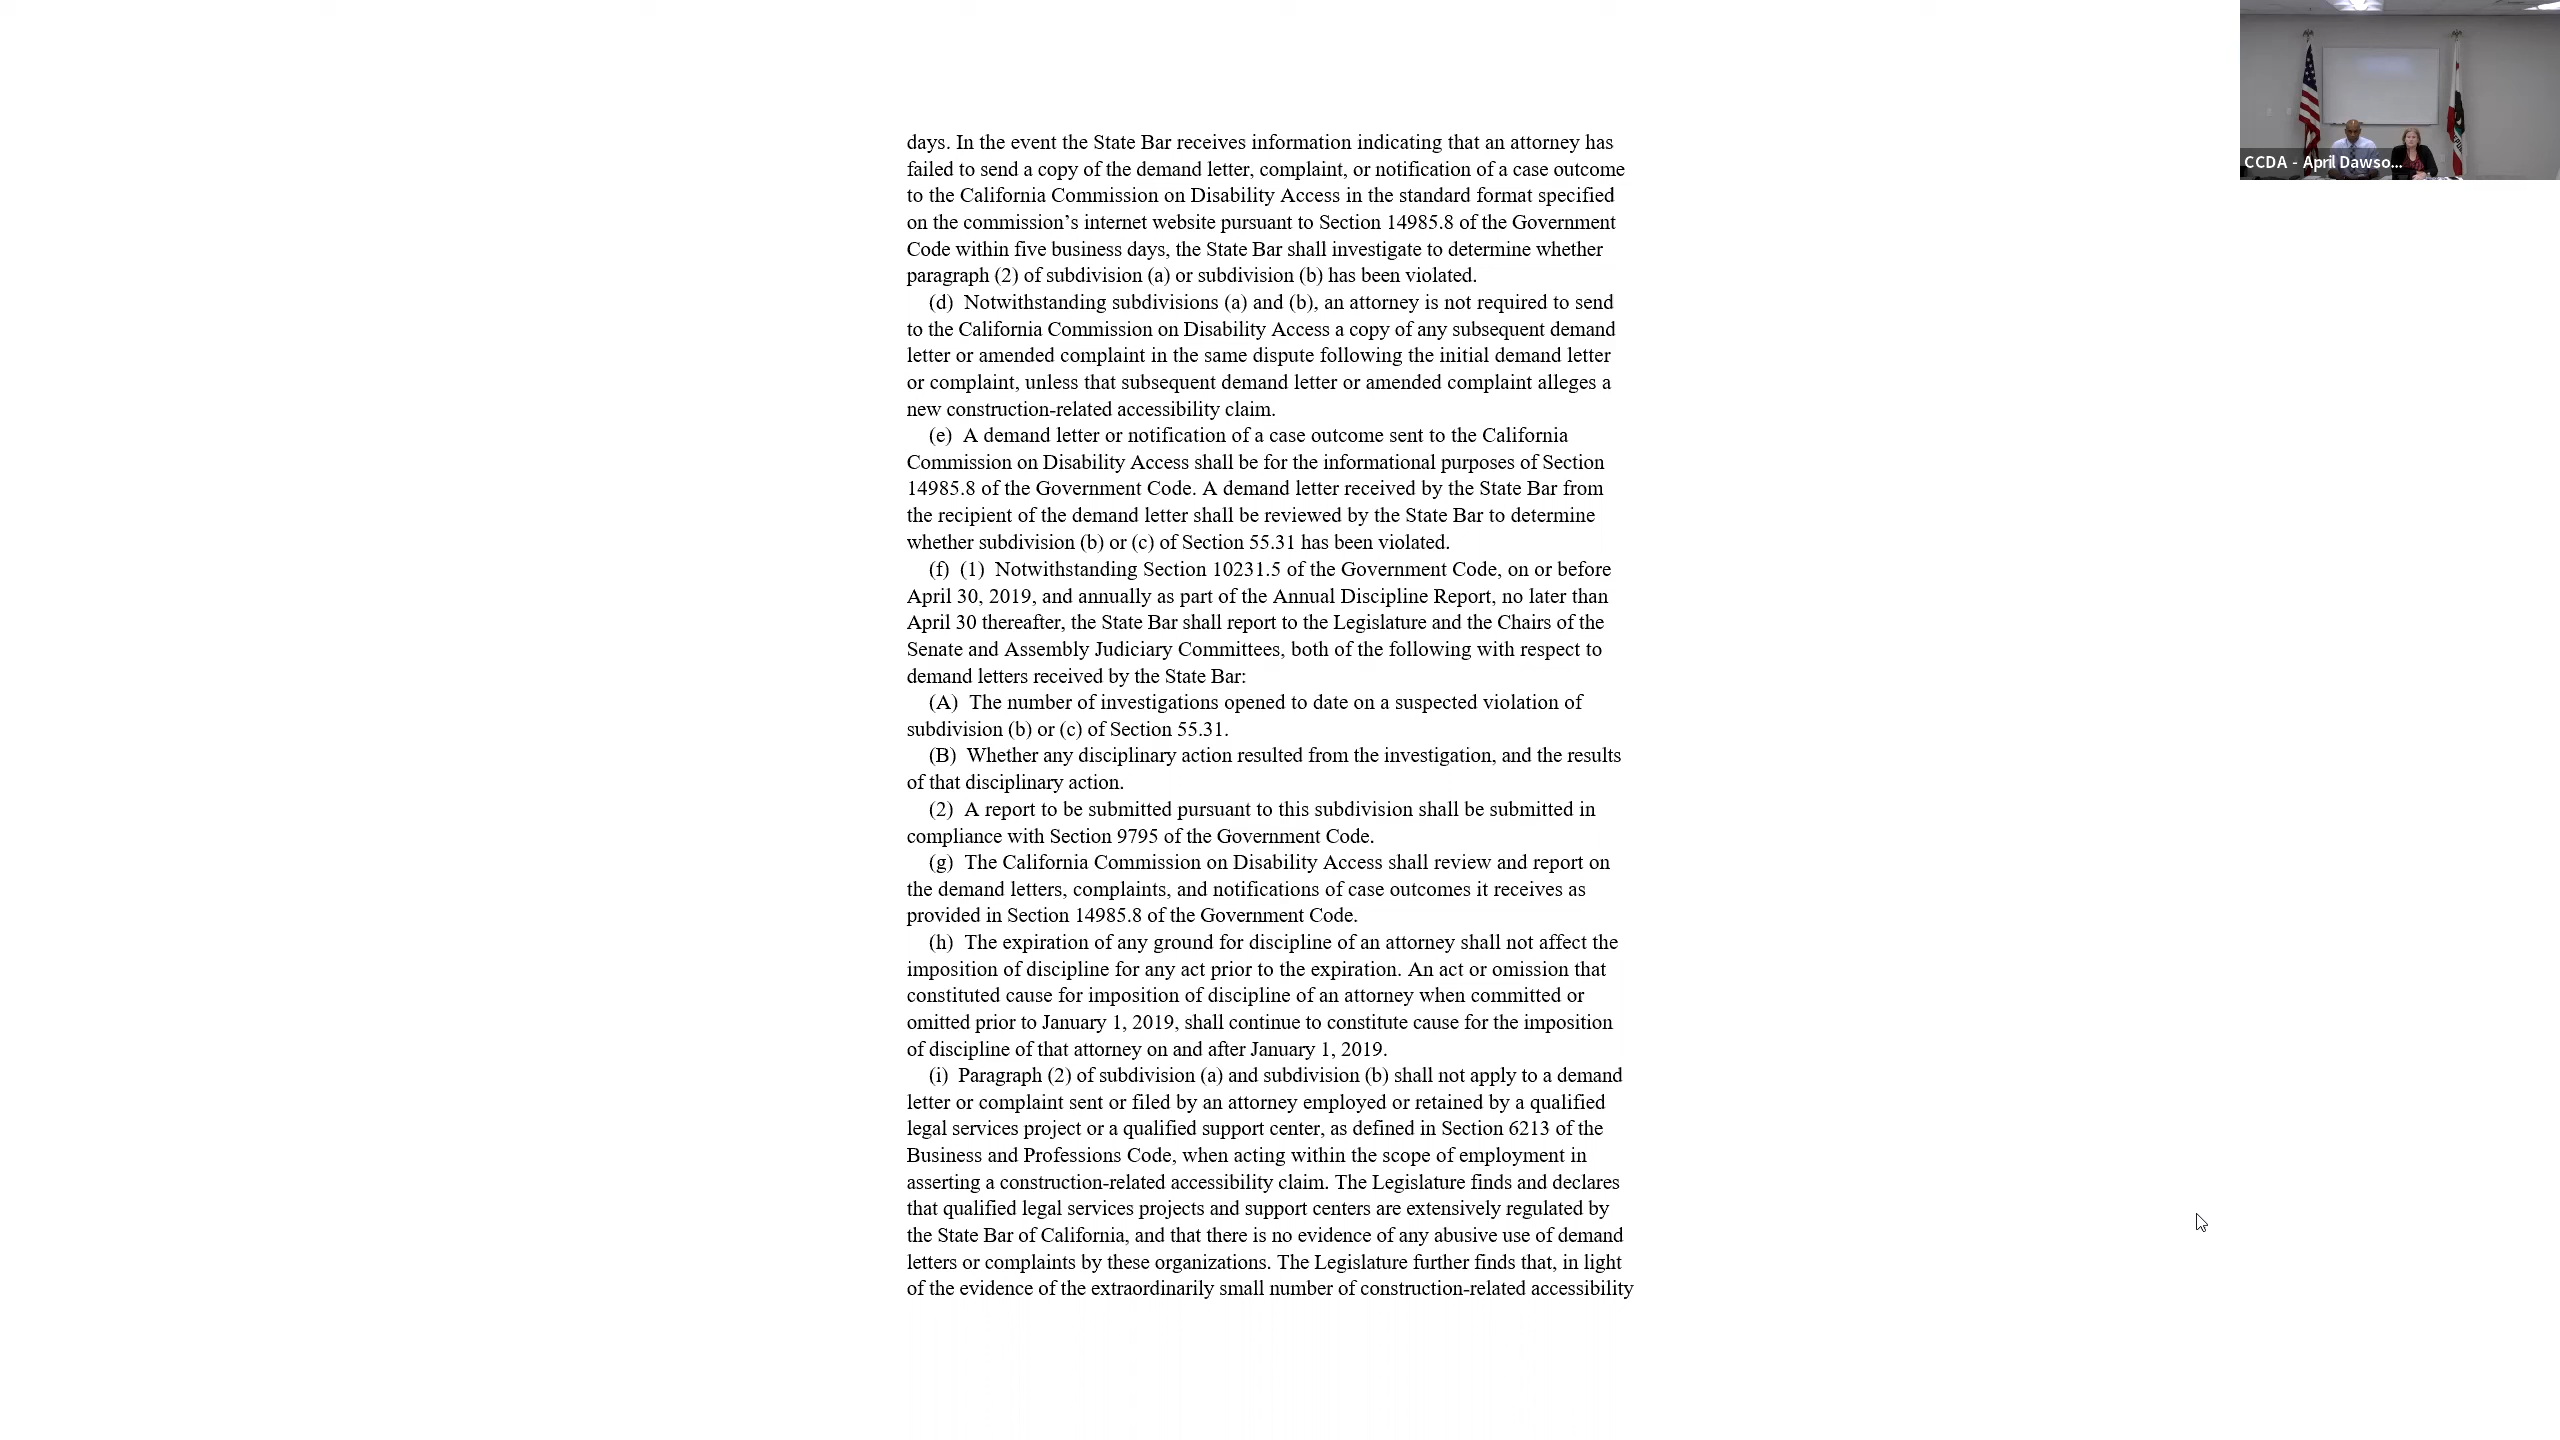 days. In the event the State Bar receives information indicating that an attorney has
failed to send a copy of the demand letter, complaint, or notification of a case outcome
to the California Commission on Disability Access in the standard format specified
on the commission’s internet website pursuant to Section 14985.8 of the Government
Code within five business days, the State Bar shall investigate to determine whether
paragraph (2) of subdivision (a) or subdivision (b) has been violated.
(d) Notwithstanding subdivisions (a) and (b), an attorney is not required to send
to the California Commission on Disability Access a copy of any subsequent demand
letter or amended complaint in the same dispute following the initial demand letter
or complaint, unless that subsequent demand letter or amended complaint alleges a
new construction-related accessibility claim.
(e) A demand letter or notification of a case outcome sent to the California
Commission on Disability Access shall be for the informational purposes of Section
14985.8 of the Government Code. A demand letter received by the State Bar from
the recipient of the demand letter shall be reviewed by the State Bar to determine
whether subdivision (b) or (c) of Section 55.31 has been violated.
(f) (1) Notwithstanding Section 10231.5 of the Government Code, on or before
April 30, 2019, and annually as part of the Annual Discipline Report, no later than
April 30 thereafter, the State Bar shall report to the Legislature and the Chairs of the
Senate and Assembly Judiciary Committees, both of the following with respect to
demand letters received by the State Bar:
(A) The number of investigations opened to date on a suspected violation of
subdivision (b) or (c) of Section 55.31.
(B) Whether any disciplinary action resulted from the investigation, and the results
of that disciplinary action.
(2) A report to be submitted pursuant to this subdivision shall be submitted in
compliance with Section 9795 of the Government Code.
(g) The California Commission on Disability Access shall review and report on
the demand letters, complaints, and notifications of case outcomes it receives as
provided in Section 14985.8 of the Government Code.
(h) The expiration of any ground for discipline of an attorney shall not affect the
imposition of discipline for any act prior to the expiration. An act or omission that
constituted cause for imposition of discipline of an attorney when committed or
omitted prior to January 1, 2019, shall continue to constitute cause for the imposition
of discipline of that attorney on and after January 1, 2019.
(i) Paragraph (2) of subdivision (a) and subdivision (b) shall not apply to a demand
letter or complaint sent or filed by an attorney employed or retained by a qualified
legal services project or a qualified support center, as defined in Section 6213 of the
Business and Professions Code, when acting within the scope of employment in
asserting a construction-related accessibility claim. The Legislature finds and declares
that qualified legal services projects and support centers are extensively regulated by
the State Bar of California, and that there is no evidence of any abusive use of demand
letters or complaints by these organizations. The Legislature further finds that, in light
of the evidence of the extraordinarily small number of construction-related accessibility
CCDA - April Dawso...